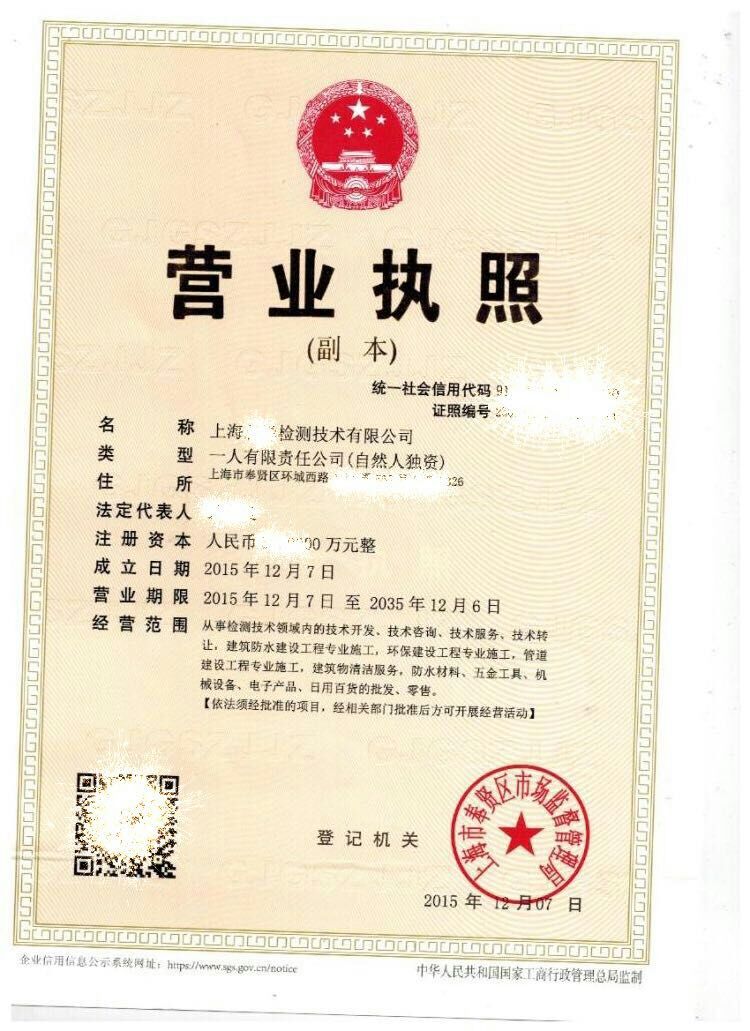 营业执照
(副 本)
统一社会信用代码 91
证照编号
名 称 上海 检测技术有限公司
类 型 一人有限责任公司(自然人独资)
住 所 上海市奉贤区环城西路 326
法定代表人
注 册 资 本 人民币 00 万元整
成 立 日 期 2015 年 12 月 7 日
营 业 期 限 2015 年 12 月 7 日 至 2035 年 12 月 6 日
经 营 范 围 从事检测技术领域内的技术开发、技术咨询、技术服务、技术转
让，建筑防水建设工程专业施工，环保建设工程专业施工，管道
建设工程专业施工，建筑物清洁服务，防水材料、五金工具、机
械设备、电子产品、日用百货的批发、零售。
【依法须经批准的项目，经相关部门批准后方可开展经营活动】
登 记 机 关
上海市奉贤区市场监督管理局
2015 年 12 月 07 日
企业信用信息公示系统网址：https://www.sgs.gov.cn/notice
中华人民共和国国家工商行政管理总局监制